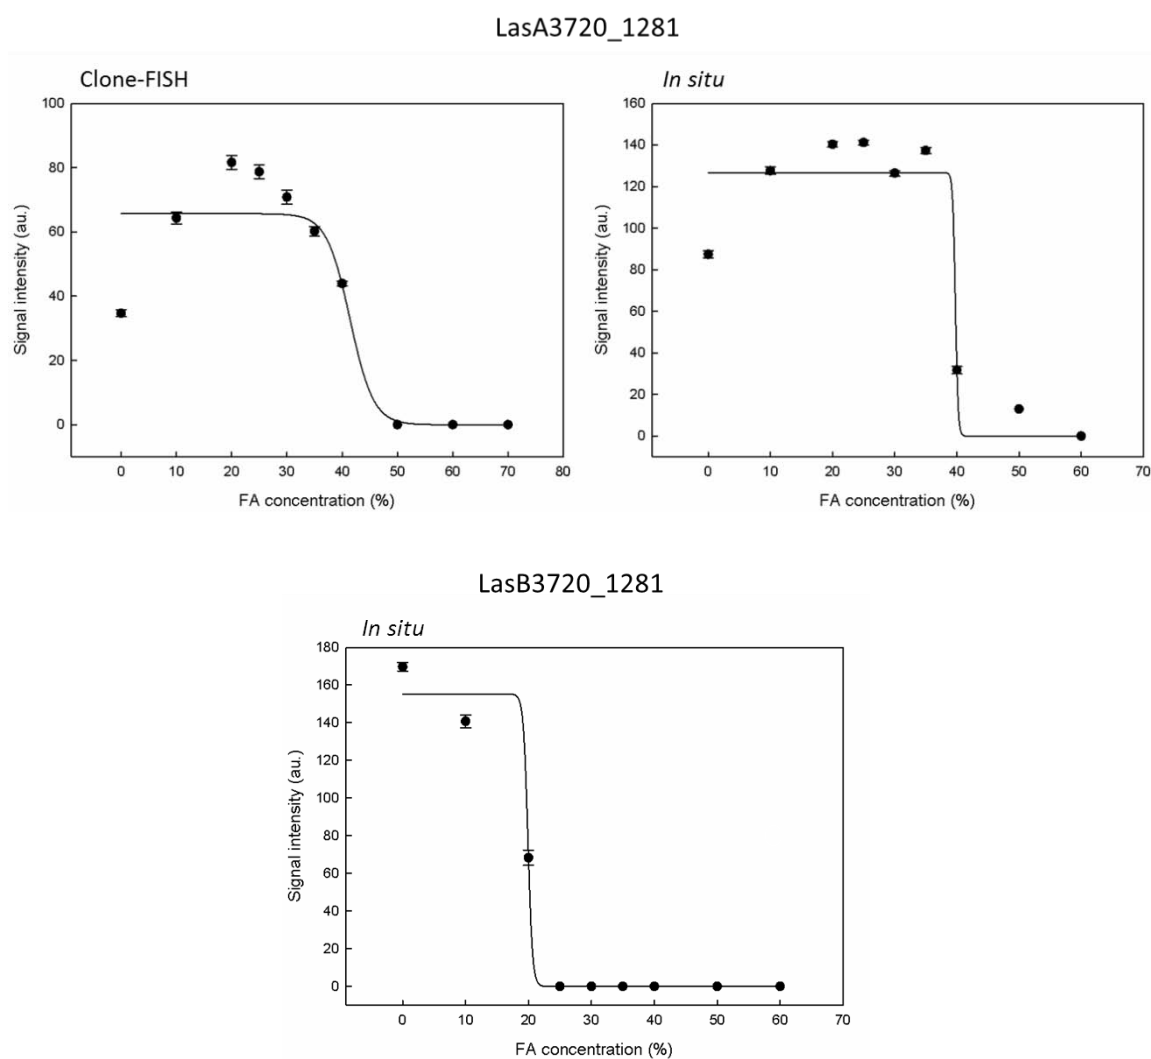 LasA3720_1281
Clone-FISH
100
80
60
40
20
0
Signal intensity (au.)
0 10 20 30 40 50 60 70 80
FA concentration (%)
In situ
160
140
120
100
80
60
40
20
0
Signal intensity (au.)
0 10 20 30 40 50 60 70
FA concentration (%)
LasB3720_1281
In situ
180
160
140
120
100
80
60
40
20
0
Signal intensity (au.)
0 10 20 30 40 50 60 70
FA concentration (%)